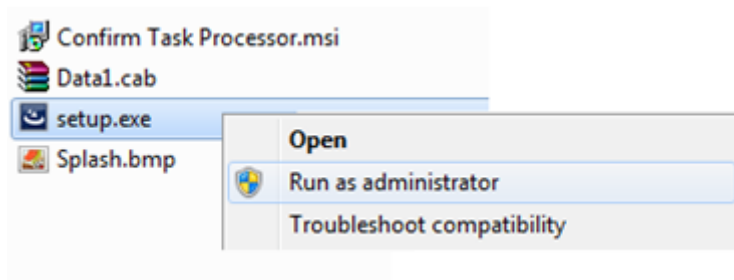 Confirm Task Processor.msi
Data1.cab
setup.exe
Splash.bmp
Open
Run as administrator
Troubleshoot compatibility